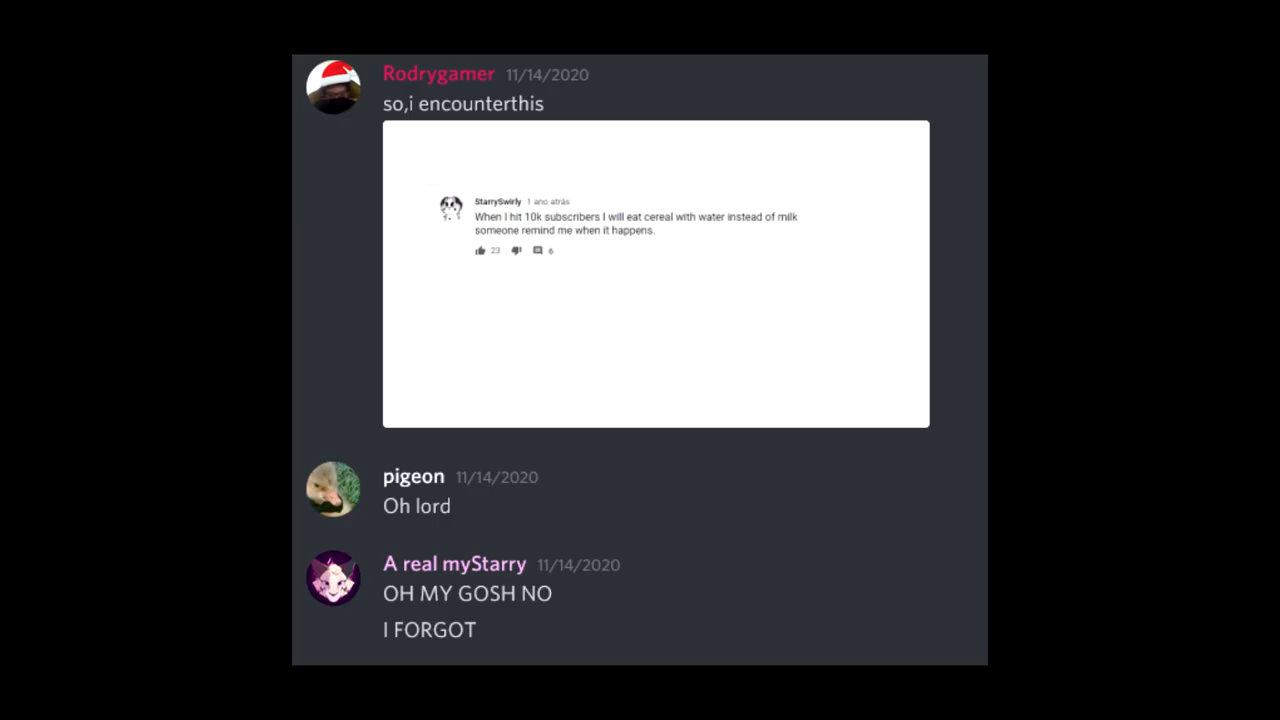 Rodrygamer 11/14/2020
so,i encounterthis
StarrySwirly 1 ano atrás
When I hit 10k subscribers I will eat cereal with water instead of milk
someone remind me when it happens.
23 6
pigeon 11/14/2020
Oh lord
A real myStarry 11/14/2020
OH MY GOSH NO
I FORGOT